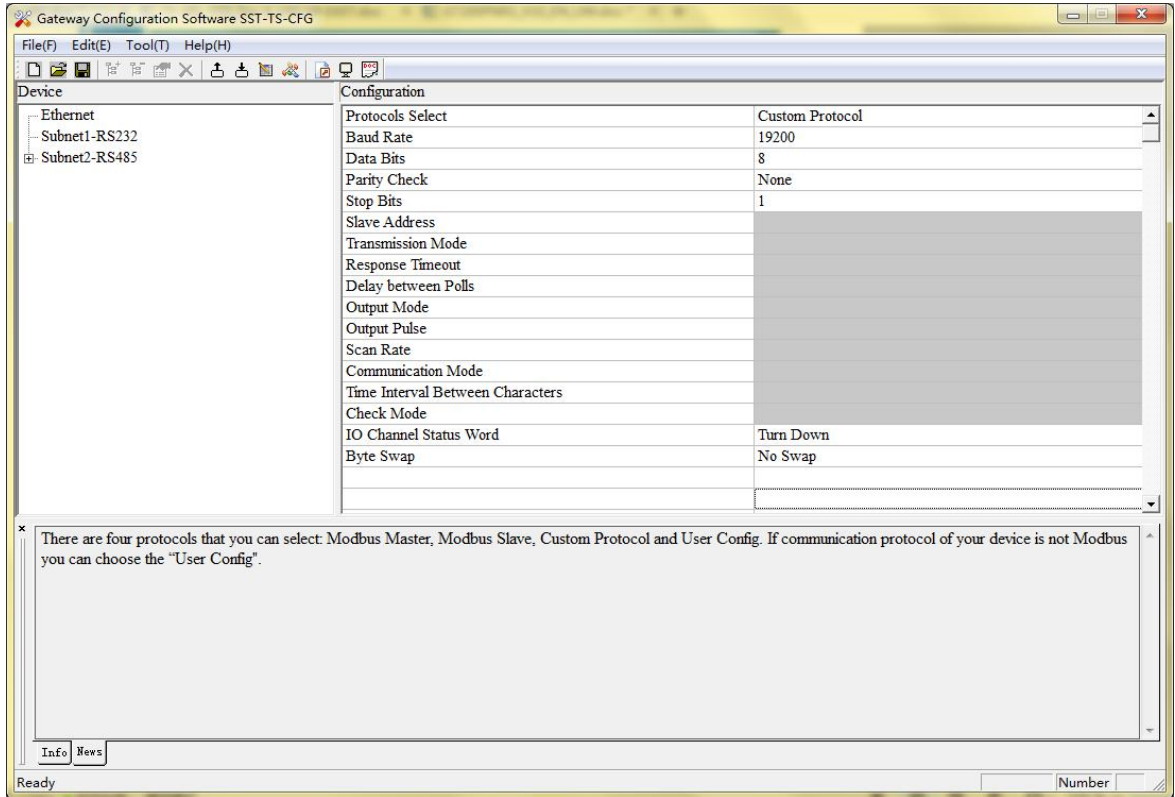 Gateway Configuration Software SST-TS-CFG
File(F) Edit(E) Tool(T) Help(H)
Device
Configuration
Ethernet
Subnet1-RS232
Subnet2-RS485
Protocols Select Custom Protocol
Baud Rate 19200
Data Bits 8
Parity Check None
Stop Bits 1
Slave Address
Transmission Mode
Response Timeout
Delay between Polls
Output Mode
Output Pulse
Scan Rate
Communication Mode
Time Interval Between Characters
Check Mode
IO Channel Status Word Turn Down
Byte Swap No Swap
There are four protocols that you can select: Modbus Master, Modbus Slave, Custom Protocol and User Config. If communication protocol of your device is not Modbus
you can choose the “User Config".
Info News
Ready Number